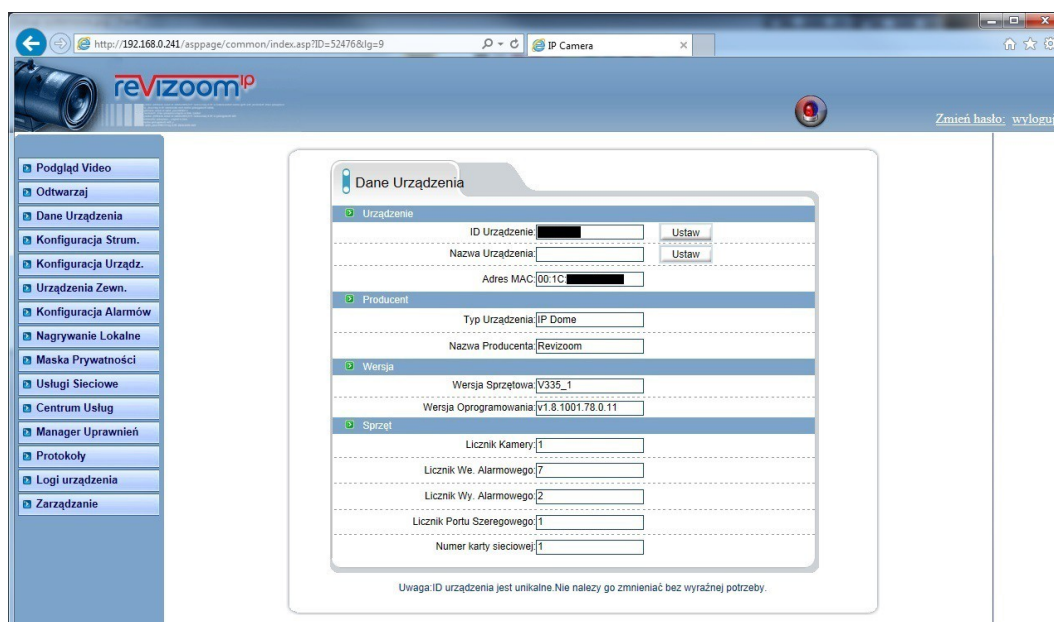 http://192.168.0.241/asppage/common/index.asp?ID=52476&lg=9
IP Camera
reVizoom IP
Zmień hasło: wylogu
Podgląd Video
Odtwarzaj
Dane Urządzenia
Konfiguracja Strum.
Konfiguracja Urządz.
Urządzenia Zewn.
Konfiguracja Alarmów
Nagrywanie Lokalne
Maska Prywatności
Usługi Sieciowe
Centrum Usług
Manager Uprawnień
Protokoły
Logi urządzenia
Zarządzanie
Dane Urządzenia
Urządzenie
ID Urządzenie: Ustaw
Nazwa Urządzenia: Ustaw
Adres MAC: 00:1C:
Producent
Typ Urządzenia: IP Dome
Nazwa Producenta: Revizoom
Wersja
Wersja Sprzętowa: V335_1
Wersja Oprogramowania: v1.8.1001.78.0.11
Sprzęt
Licznik Kamery: 1
Licznik We. Alarmowego: 7
Licznik Wy. Alarmowego: 2
Licznik Portu Szeregowego: 1
Numer karty sieciowej: 1
Uwaga:ID urządzenia jest unikalne.Nie nalezy go zmnieniać bez wyraźnej potrzeby.